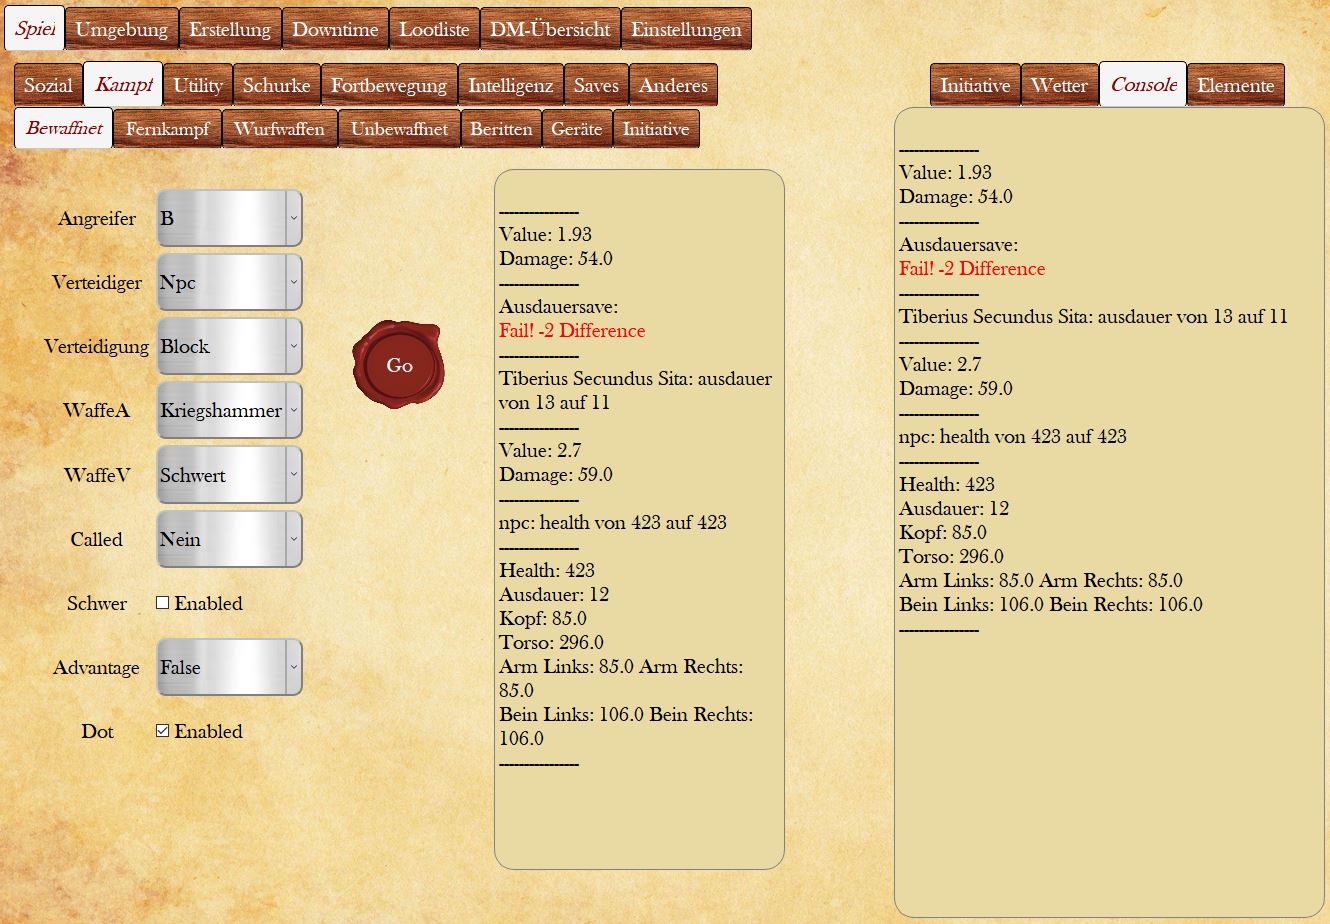 Spiel Umgebung Erstellung Downtime Lootliste DM-Übersicht Einstellungen
Sozial Kampf Utility Schurke Fortbewegung Intelligenz Saves Anderes
Bewaffnet Fernkampf Wurfwaffen Unbewaffnet Beritten Geräte Initiative
Angreifer B
Verteidiger Npc
Verteidigung Block
WaffeA Kriegshammer
WaffeV Schwert
Called Nein
Schwer Enabled
Advantage False
Dot Enabled
Go
----------------
Value: 1.93
Damage: 54.0
----------------
Ausdauersave:
Fail! -2 Difference
----------------
Tiberius Secundus Sita: ausdauer
von 13 auf 11
----------------
Value: 2.7
Damage: 59.0
----------------
npc: health von 423 auf 423
----------------
Health: 423
Ausdauer: 12
Kopf: 85.0
Torso: 296.0
Arm Links: 85.0 Arm Rechts:
85.0
Bein Links: 106.0 Bein Rechts:
106.0
----------------
Initiative Wetter Console Elemente
----------------
Value: 1.93
Damage: 54.0
----------------
Ausdauersave:
Fail! -2 Difference
----------------
Tiberius Secundus Sita: ausdauer von 13 auf 11
----------------
Value: 2.7
Damage: 59.0
----------------
npc: health von 423 auf 423
----------------
Health: 423
Ausdauer: 12
Kopf: 85.0
Torso: 296.0
Arm Links: 85.0 Arm Rechts: 85.0
Bein Links: 106.0 Bein Rechts: 106.0
----------------